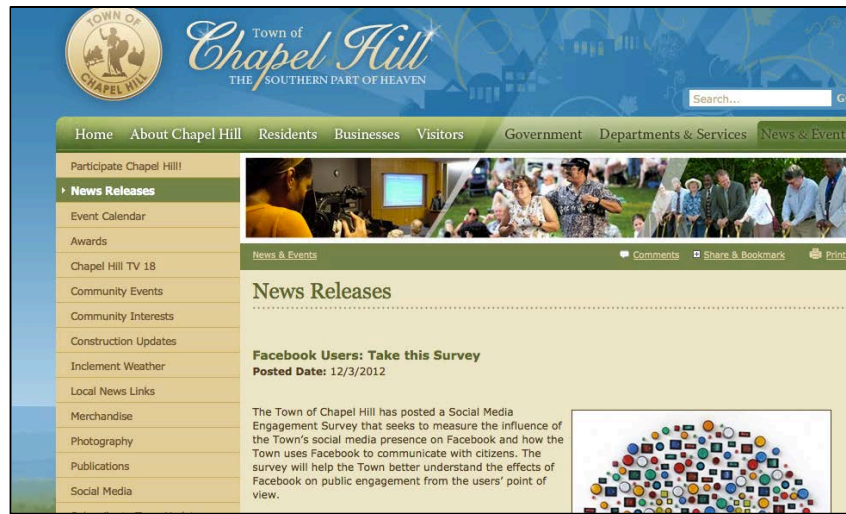 TOWN OF
CHAPEL HILL
Town of
Chapel Hill
THE SOUTHERN PART OF HEAVEN
Search...
Home About Chapel Hill Residents Businesses Visitors Government Departments & Services News & Event
Participate Chapel Hill!
News Releases
Event Calendar
Awards
Chapel Hill TV 18
Community Events
Community Interests
Construction Updates
Inclement Weather
Local News Links
Merchandise
Photography
Publications
Social Media
News & Events
Comments Share & Bookmark Print
News Releases
Facebook Users: Take this Survey
Posted Date: 12/3/2012
The Town of Chapel Hill has posted a Social Media
Engagement Survey that seeks to measure the influence of
the Town's social media presence on Facebook and how the
Town uses Facebook to communicate with citizens. The
survey will help the Town better understand the effects of
Facebook on public engagement from the users' point of
view.